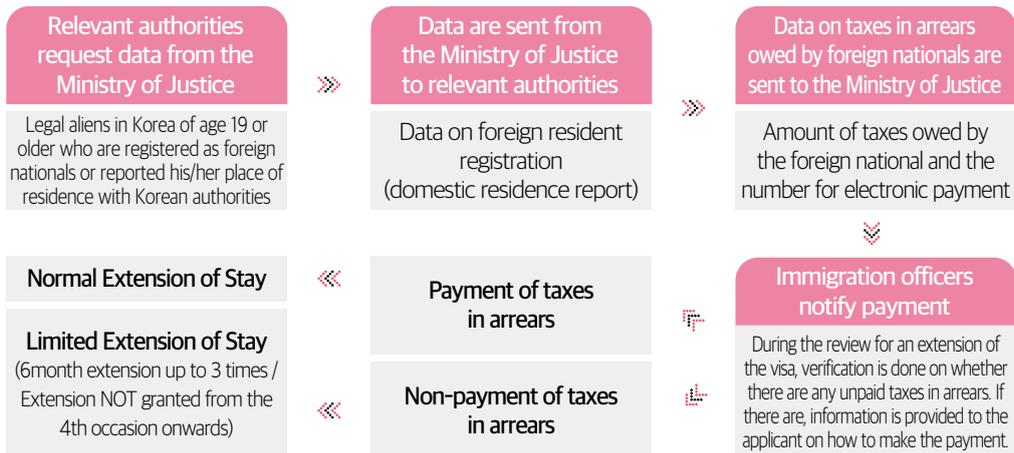 Relevant authorities
request data from the
Ministry of Justice
Legal aliens in Korea of age 19 or
older who are registered as foreign
nationals or reported his/her place of
residence with Korean authorities
Data are sent from
the Ministry of Justice
to relevant authorities
Data on foreign resident
registration
(domestic residence report)
Data on taxes in arrears
owed by foreign nationals are
sent to the Ministry of Justice
Amount of taxes owed by
the foreign national and the
number for electronic payment
Immigration officers
notify payment
During the review for an extension of
the visa, verification is done on whether
there are any unpaid taxes in arrears. If
there are, information is provided to the
applicant on how to make the payment.
Payment of taxes
in arrears
Normal Extension of Stay
Non-payment of taxes
in arrears
Limited Extension of Stay
(6month extension up to 3 times /
Extension NOT granted from the
4th occasion onwards)